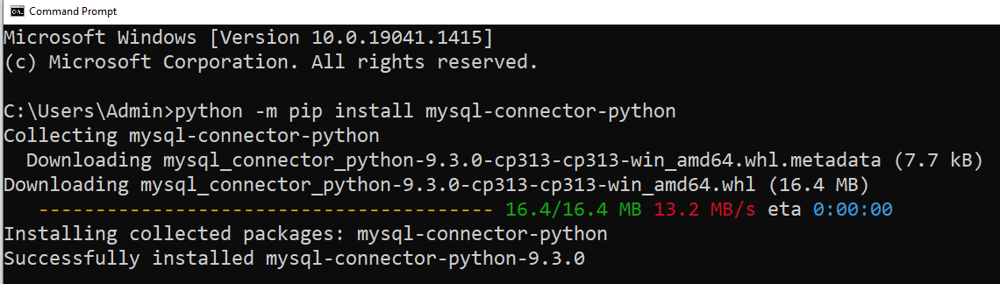 Command Prompt
Microsoft Windows [Version 10.0.19041.1415]
(c) Microsoft Corporation. All rights reserved.
C:\Users\Admin>python -m pip install mysql-connector-python
Collecting mysql-connector-python
  Downloading mysql_connector_python-9.3.0-cp313-cp313-win_amd64.whl.metadata (7.7 kB)
Downloading mysql_connector_python-9.3.0-cp313-cp313-win_amd64.whl (16.4 MB)
   ---------------------------------------- 16.4/16.4 MB 13.2 MB/s eta 0:00:00
Installing collected packages: mysql-connector-python
Successfully installed mysql-connector-python-9.3.0